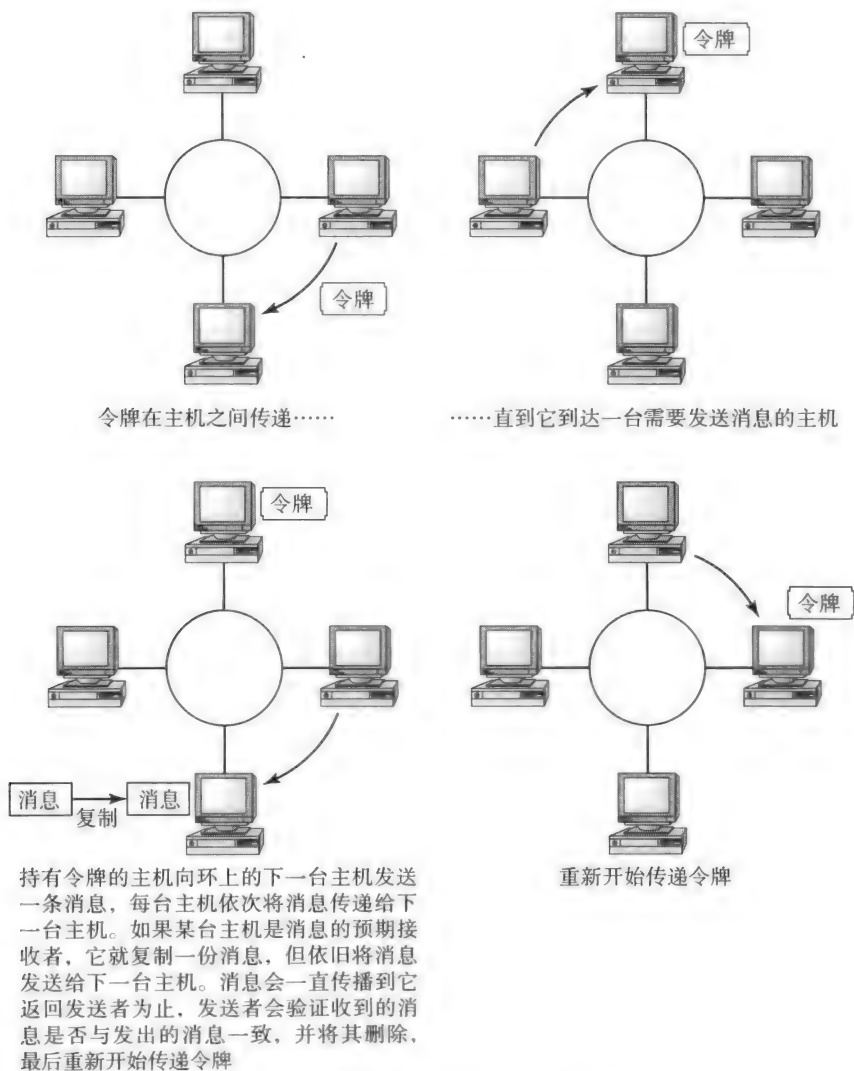 令牌
令牌
令牌在主机之间传递……
……直到它到达一台需要发送消息的主机
令牌
令牌
消息
复制
消息
持有令牌的主机向环上的下一台主机发送
一条消息，每台主机依次将消息传递给下
一台主机。如果某台主机是消息的预期接
收者，它就复制一份消息，但依旧将消息
发送给下一台主机。消息会一直传播到它
返回发送者为止，发送者会验证收到的消
息是否与发出的消息一致，并将其删除，
最后重新开始传递令牌
重新开始传递令牌